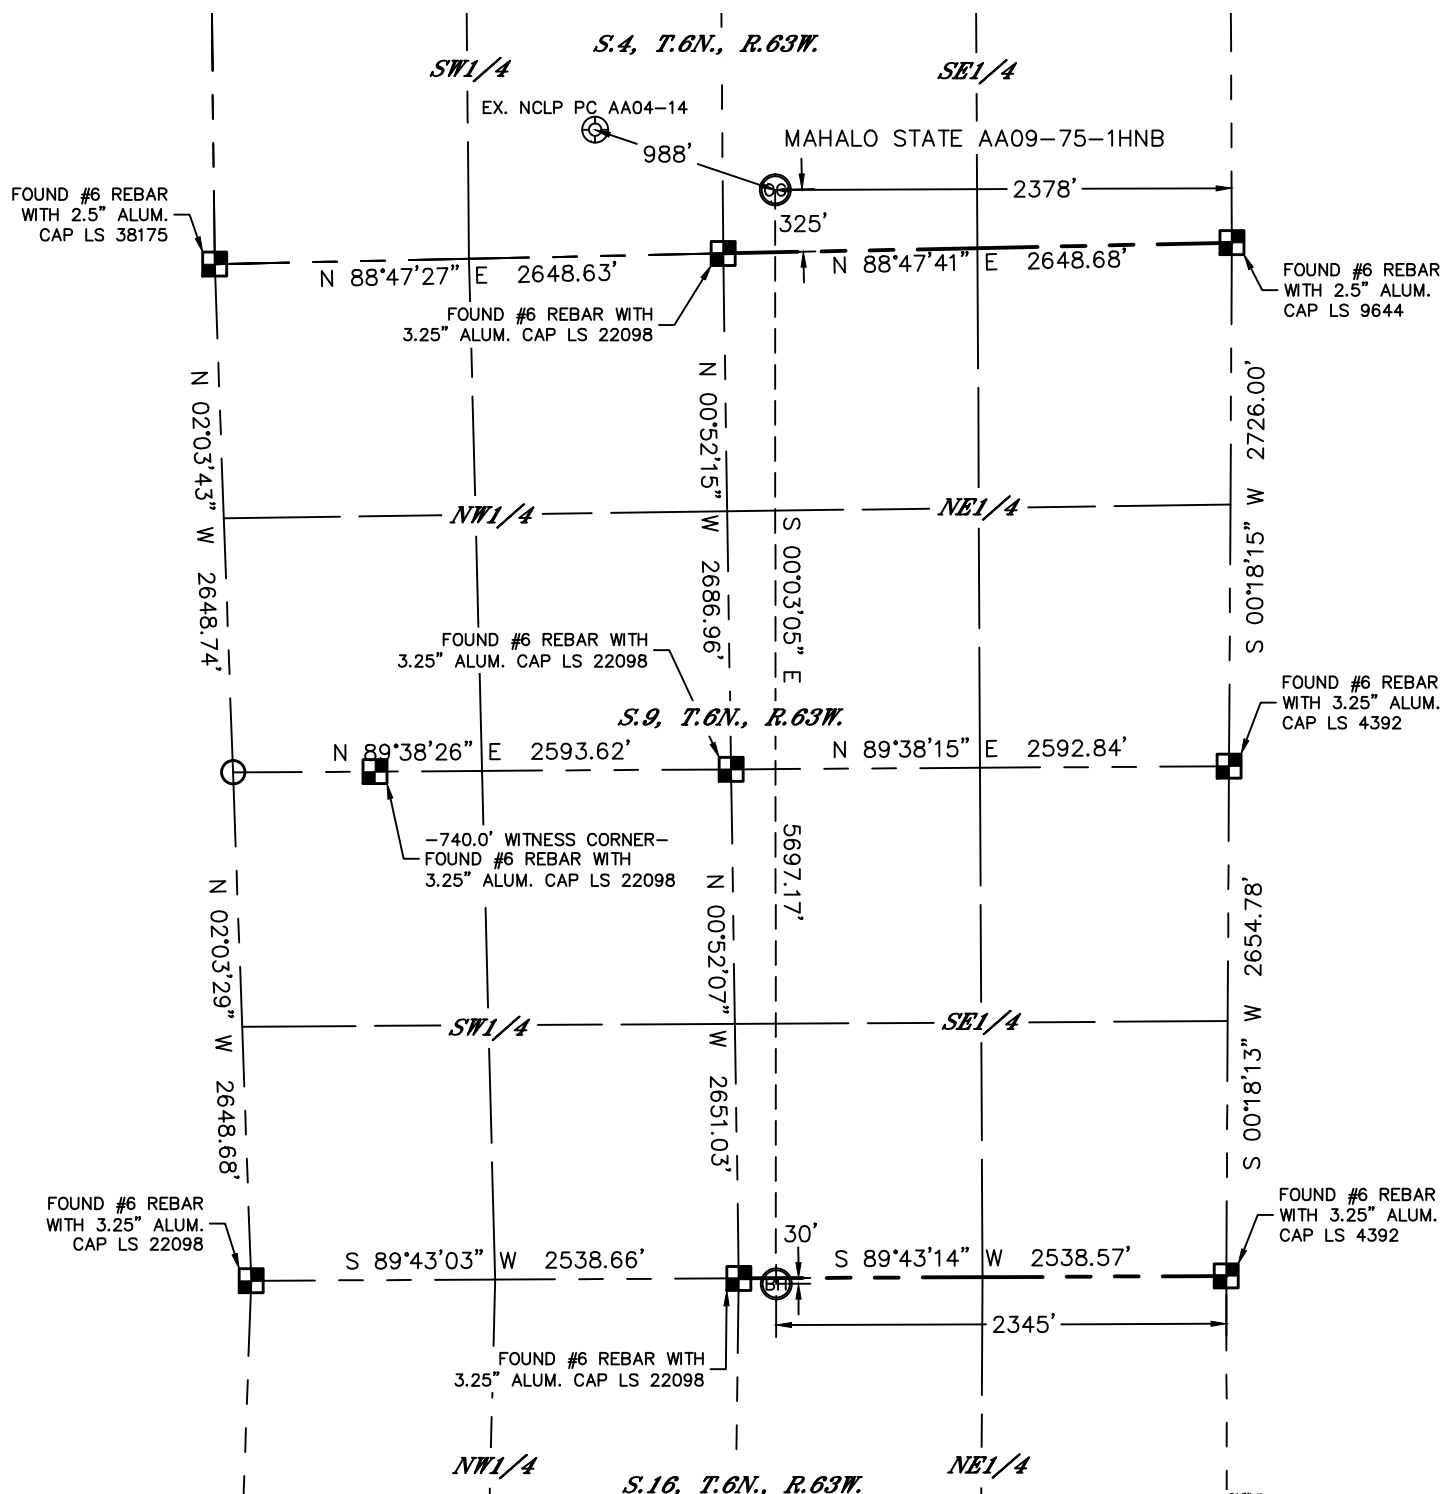 S.4, T.6N., R.63W.
SW1/4
SE1/4
EX. NCLP PC AA04-14
MAHALO STATE AA09-75-1HNB
988'
2378'
325'
FOUND #6 REBAR
WITH 2.5" ALUM.
CAP LS 38175
N 88°47'27" E 2648.63'
N 88°47'41" E 2648.68'
FOUND #6 REBAR
WITH 2.5" ALUM.
CAP LS 9644
FOUND #6 REBAR WITH
3.25" ALUM. CAP LS 22098
N 02°03'43" W 2648.74'
N 00°52'15" W 2686.96'
S 00°03'05" E 5697.17'
S 00°18'15" W 2726.00'
NW1/4
NE1/4
FOUND #6 REBAR WITH
3.25" ALUM. CAP LS 22098
S.9, T.6N., R.63W.
FOUND #6 REBAR
WITH 3.25" ALUM.
CAP LS 4392
N 89°38'26" E 2593.62'
N 89°38'15" E 2592.84'
-740.0' WITNESS CORNER-
FOUND #6 REBAR WITH
3.25" ALUM. CAP LS 22098
N 02°03'29" W 2648.68'
N 00°52'07" W 2651.03'
S 00°18'13" W 2654.78'
SW1/4
SE1/4
FOUND #6 REBAR
WITH 3.25" ALUM.
CAP LS 22098
FOUND #6 REBAR
WITH 3.25" ALUM.
CAP LS 4392
30'
S 89°43'03" W 2538.66'
S 89°43'14" W 2538.57'
BH
2345'
FOUND #6 REBAR WITH
3.25" ALUM. CAP LS 22098
NW1/4
NE1/4
S.16, T.6N., R.63W.